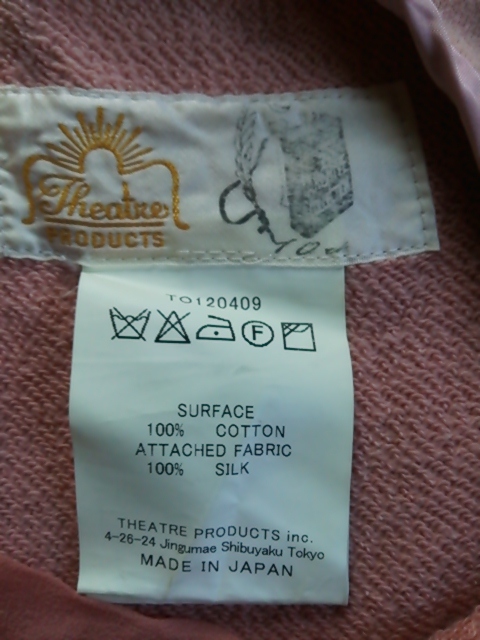 Theatre
PRODUCTS
TO120409
F
SURFACE
100% COTTON
ATTACHED FABRIC
100% SILK
THEATRE PRODUCTS inc.
4-26-24 Jingumae Shibuyaku Tokyo
MADE IN JAPAN